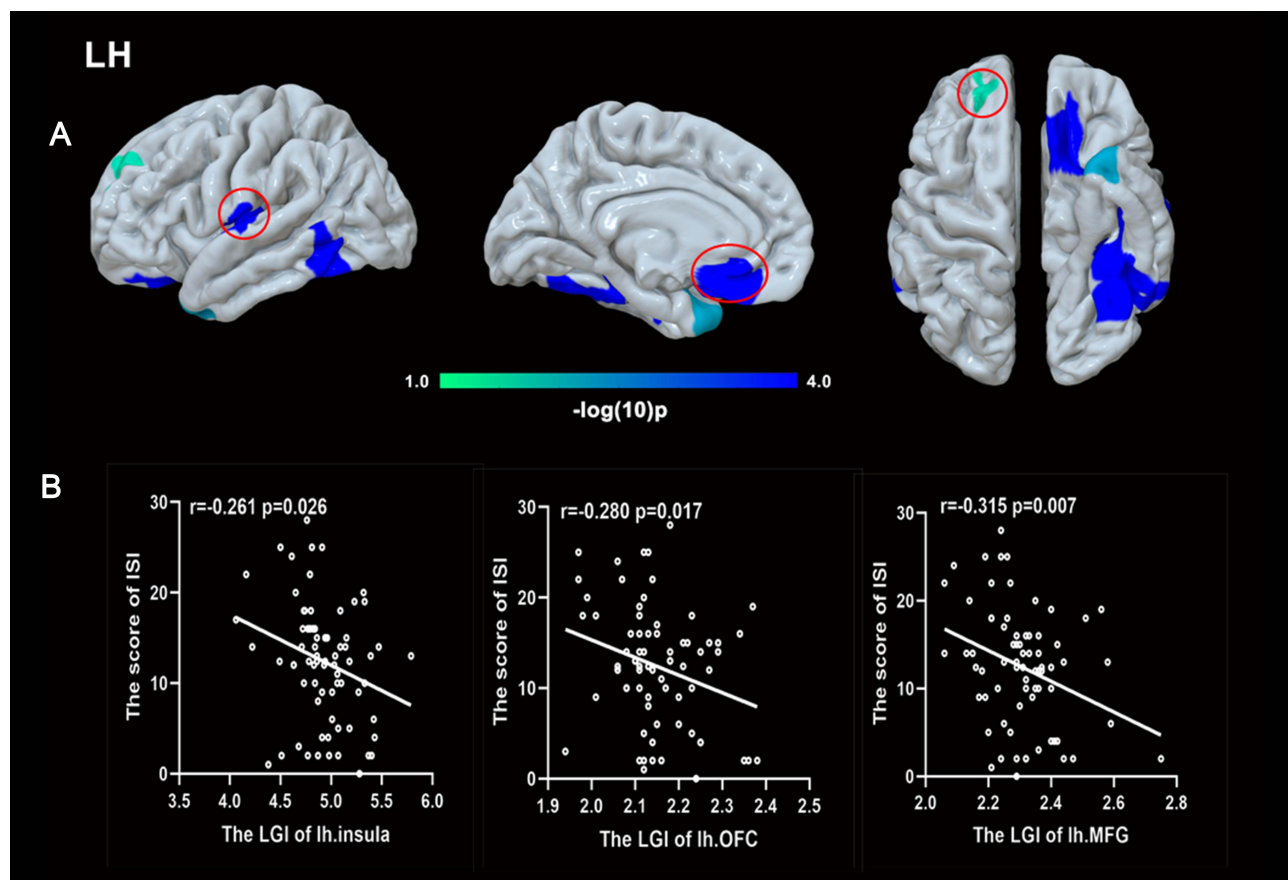 LH
A
1.0
4.0
-log(10)p
B
r=-0.261 p=0.026
The score of ISI
30
20
10
0
3.5 4.0 4.5 5.0 5.5 6.0
The LGI of lh.insula
r=-0.280 p=0.017
The score of ISI
30
20
10
0
1.9 2.0 2.1 2.2 2.3 2.4 2.5
The LGI of lh.OFC
r=-0.315 p=0.007
The score of ISI
30
20
10
0
2.0 2.2 2.4 2.6 2.8
The LGI of lh.MFG